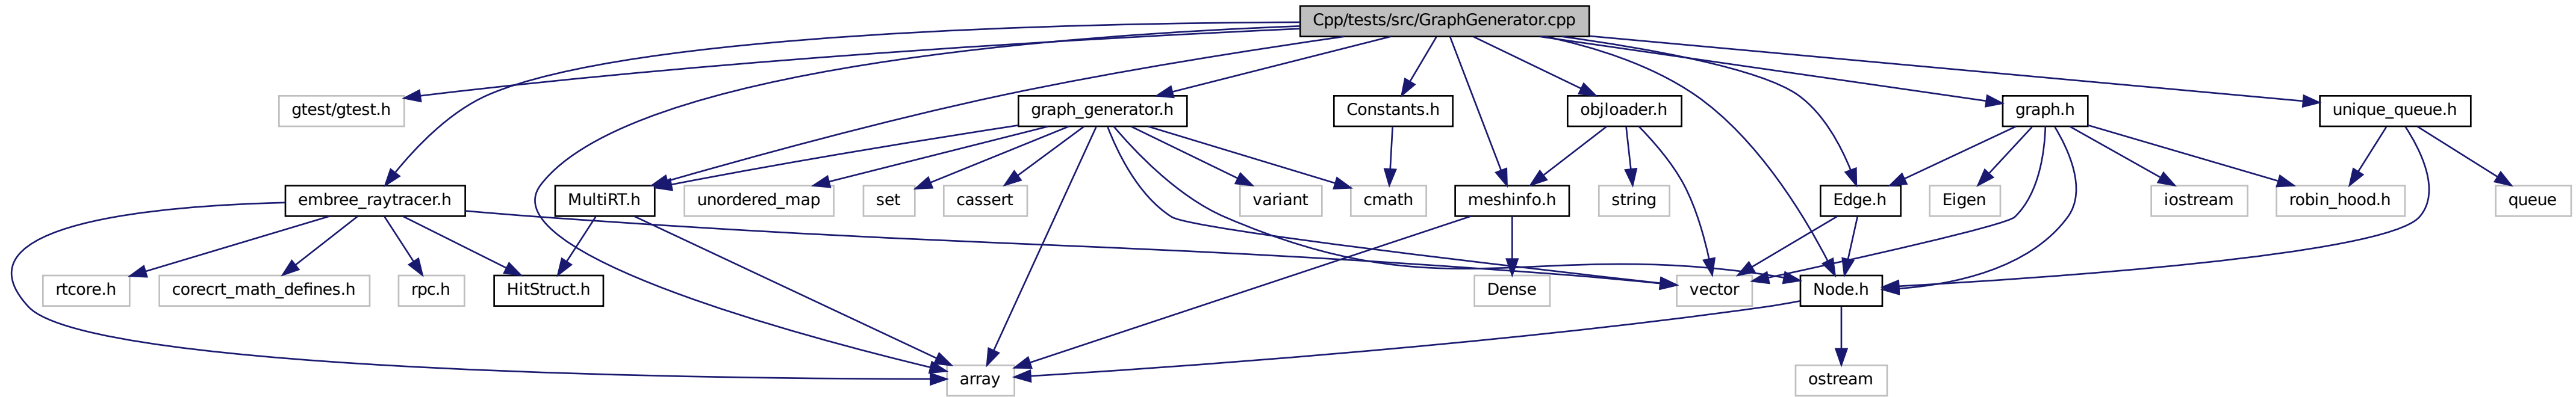 Cpp/tests/src/GraphGenerator.cpp
gtest/gtest.h
graph_generator.h
Constants.h
objloader.h
graph.h
unique_queue.h
embree_raytracer.h
MultiRT.h
unordered_map
set
cassert
variant
cmath
meshinfo.h
string
Edge.h
Eigen
iostream
robin_hood.h
queue
rtcore.h
corecrt_math_defines.h
rpc.h
HitStruct.h
Dense
vector
Node.h
array
ostream